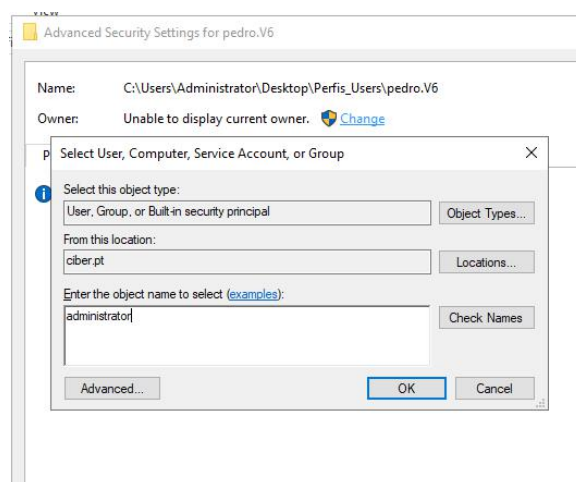 View
Advanced Security Settings for pedro.V6
Name: C:\Users\Administrator\Desktop\Perfis_Users\pedro.V6
Owner: Unable to display current owner. Change
P
Select User, Computer, Service Account, or Group
Select this object type:
User, Group, or Built-in security principal
Object Types...
From this location:
ciber.pt
Locations...
Enter the object name to select (examples):
administrator
Check Names
Advanced...
OK
Cancel